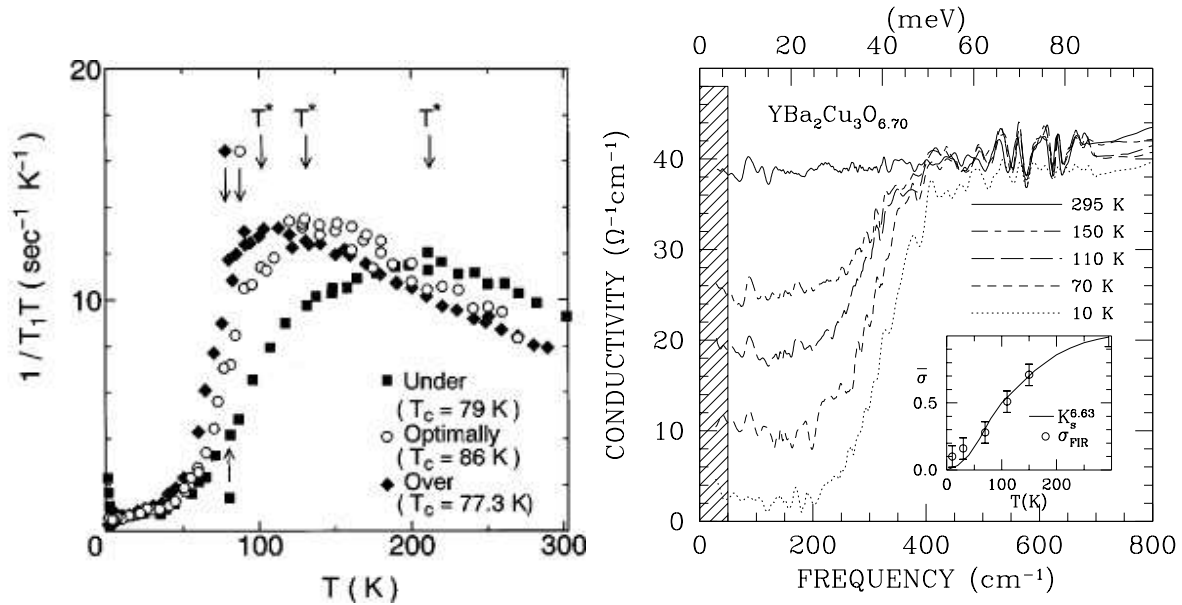 20
10
0
0
100
200
300
1 / T₁T (sec⁻¹ K⁻¹)
T ( K )
T* T* T*
■ Under
( Tc = 79 K )
○ Optimally
( Tc = 86 K )
◆ Over
( Tc = 77.3 K )
(meV)
0 20 40 60 80
YBa₂Cu₃O₆.₇₀
40
30
20
10
0
CONDUCTIVITY (Ω⁻¹cm⁻¹)
295 K
150 K
110 K
70 K
10 K
σ̄
0.5
0.0
Kₛ⁶·⁶³
σFIR
0 200
T(K)
0 200 400 600 800
FREQUENCY (cm⁻¹)